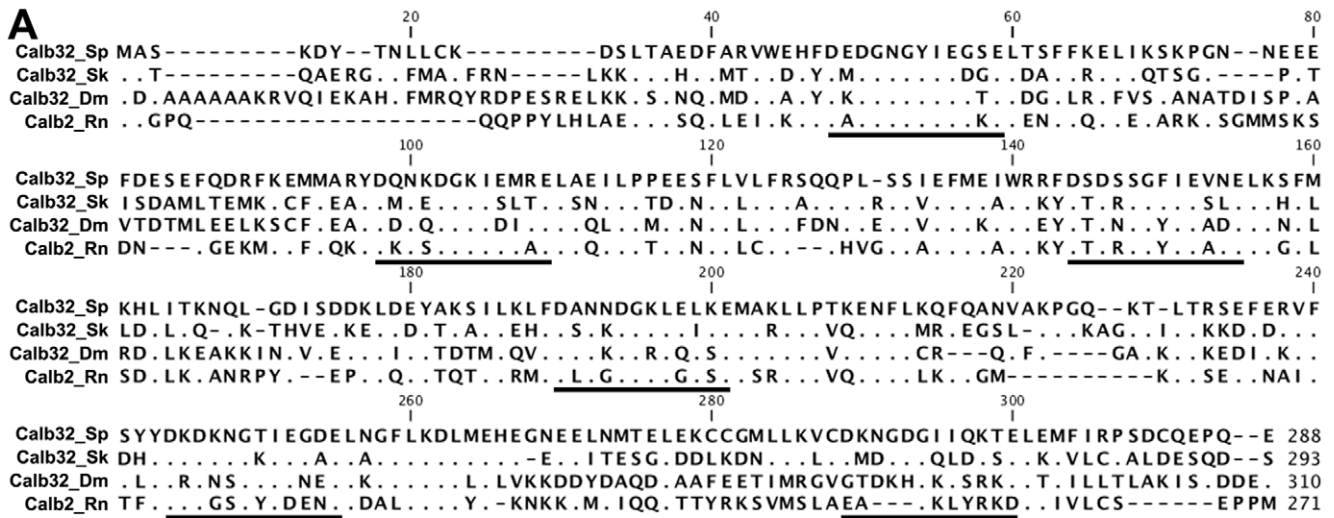 A
20 40 60 80
Calb32_Sp MAS---------KDY--TNLLCK---------DSLTAEDFARVWEHFDEDGNGYIEGSELTSFFKELIKSKPGN--NEEE
Calb32_Sk ..T---------QAERG..FMA.FRN-----LKK...H..MT..D.Y.M.......DG..DA..R...QTSG.----P.T
Calb32_Dm .D.AAAAAAKRVQIEKAH.FMRQYRDPESRELKK.S.NQ.MD..A.Y.K........T..DG.LR.FVS.ANATDISP.A
Calb2_Rn ..GPQ-------------------QQPPYLHLAE...SQ.LEI.K...A........K..EN..Q..E.ARK.SGMMSKS
100 120 140 160
Calb32_Sp FDESEFQDRFKEMMARYDQNKDGKIEMRELAEILPPEESFLVLFRSQQPL-SSIEFMEIWRRFDSDSSGFIEVNELKSFM
Calb32_Sk ISDAMLTEMK.CF.EA..M.E....SLT..SN...TD.N..L...A....R..V....A..KY.T.R.....SL...H.L
Calb32_Dm VTDTMLEELKSCF.EA..D.Q....DI....QL..M..N..L...FDN..E..V....K...EY.T.N..Y..AD...N.L
Calb2_Rn DN---.GEKM..F.QK..K.S......A...Q...T..N..LC...--.HVG..A....A..KY.T.R..Y..A....G.L
180 200 220 240
Calb32_Sp KHLITKNQL-GDISDDKLDEYAKSILKLFDANNDGKLELKEMAKLLPTKENFLKQFQANVAKPGQ--KT-LTRSEFERVF
Calb32_Sk LD.L.Q-.K-THVE.KE..D.T.A..EH..S.K.....I....R...VQ....MR.EGSL-...KAG..I..KKD.D...
Calb32_Dm RD.LKEAKKIN.V.E...I..TDTM.QV....K..R.Q.S.......V.....CR---Q.F.----GA.K..KEDI.K..
Calb2_Rn SD.LK.ANRPY.--EP..Q..TQT..RM..L.G....G.S..SR...VQ....LK..GM----------K..SE..NAI.
260 280 300
Calb32_Sp SYYDKDKNGTIEGDELNGFLKDLMEHEGNEELNMTELEKCCGMLLKVCDKNGDGIIQKTELEMFIRPSDCQEPQ--E 288
Calb32_Sk DH.......K...A..A..........-E..ITESG.DDLKDN...L..MD...QLD.S..K.VLC.ALDESQD--S 293
Calb32_Dm .L..R.NS....NE..K......L.LVKKDDYDAQD.AAFEETIMRGVGTDKH.K.SRK..T.ILLTLAKIS.DDE. 310
Calb2_Rn TF....GS.Y.DEN.DAL....Y.-KNKK.M.IQQ.TTYRKSVMSLAEA---.KLYRKD..IVLCS------EPPM 271